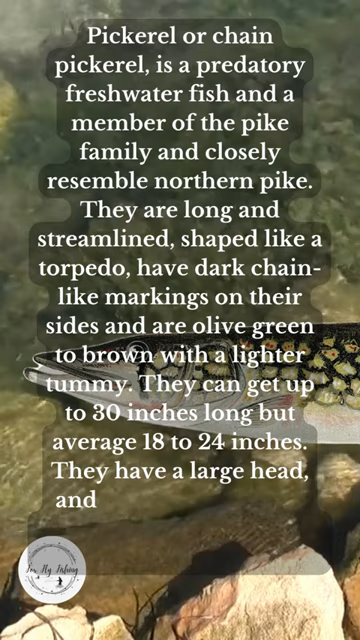 Pickerel or chain
pickerel, is a predatory
freshwater fish and a
member of the pike
family and closely
resemble northern pike.
They are long and
streamlined, shaped like a
torpedo, have dark chain-
like markings on their
sides and are olive green
to brown with a lighter
tummy. They can get up
to 30 inches long but
average 18 to 24 inches.
They have a large head,
and